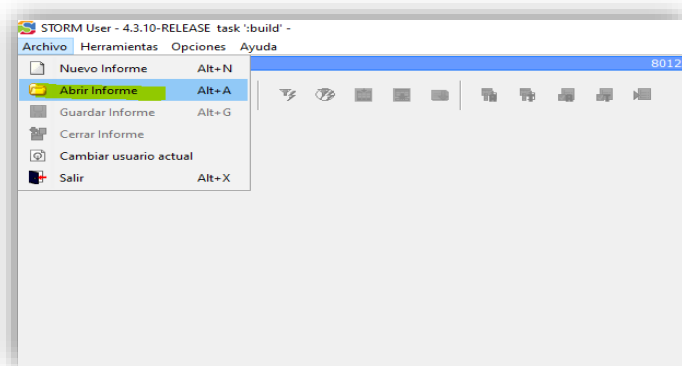 STORM User - 4.3.10-RELEASE task ':build' -
Archivo Herramientas Opciones Ayuda
8012
Nuevo Informe Alt+N
Abrir Informe Alt+A
Guardar Informe Alt+G
Cerrar Informe
Cambiar usuario actual
Salir Alt+X